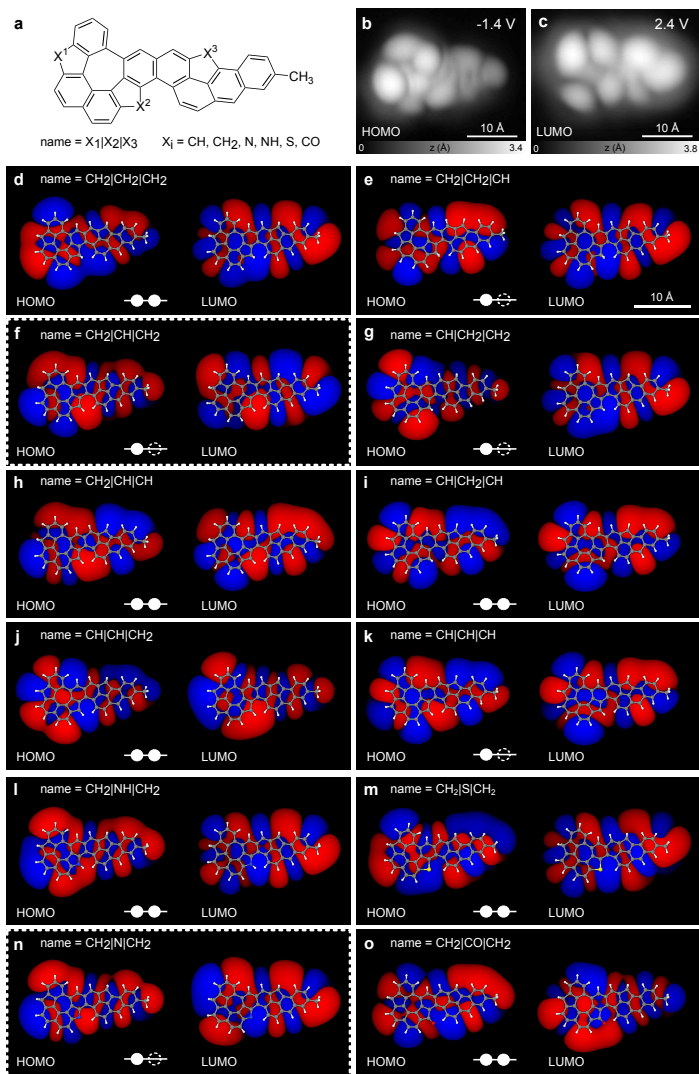 a
X1
X3
X2
CH3
name = X1|X2|X3 Xi = CH, CH2, N, NH, S, CO
b -1.4 V
HOMO 10 Å
0 z (Å) 3.4
c 2.4 V
LUMO 10 Å
0 z (Å) 3.8
d name = CH2|CH2|CH2
HOMO LUMO
e name = CH2|CH2|CH
HOMO LUMO 10 Å
f name = CH2|CH|CH2
HOMO LUMO
g name = CH|CH2|CH2
HOMO LUMO
h name = CH2|CH|CH
HOMO LUMO
i name = CH|CH2|CH
HOMO LUMO
j name = CH|CH|CH2
HOMO LUMO
k name = CH|CH|CH
HOMO LUMO
l name = CH2|NH|CH2
HOMO LUMO
m name = CH2|S|CH2
HOMO LUMO
n name = CH2|N|CH2
HOMO LUMO
o name = CH2|CO|CH2
HOMO LUMO